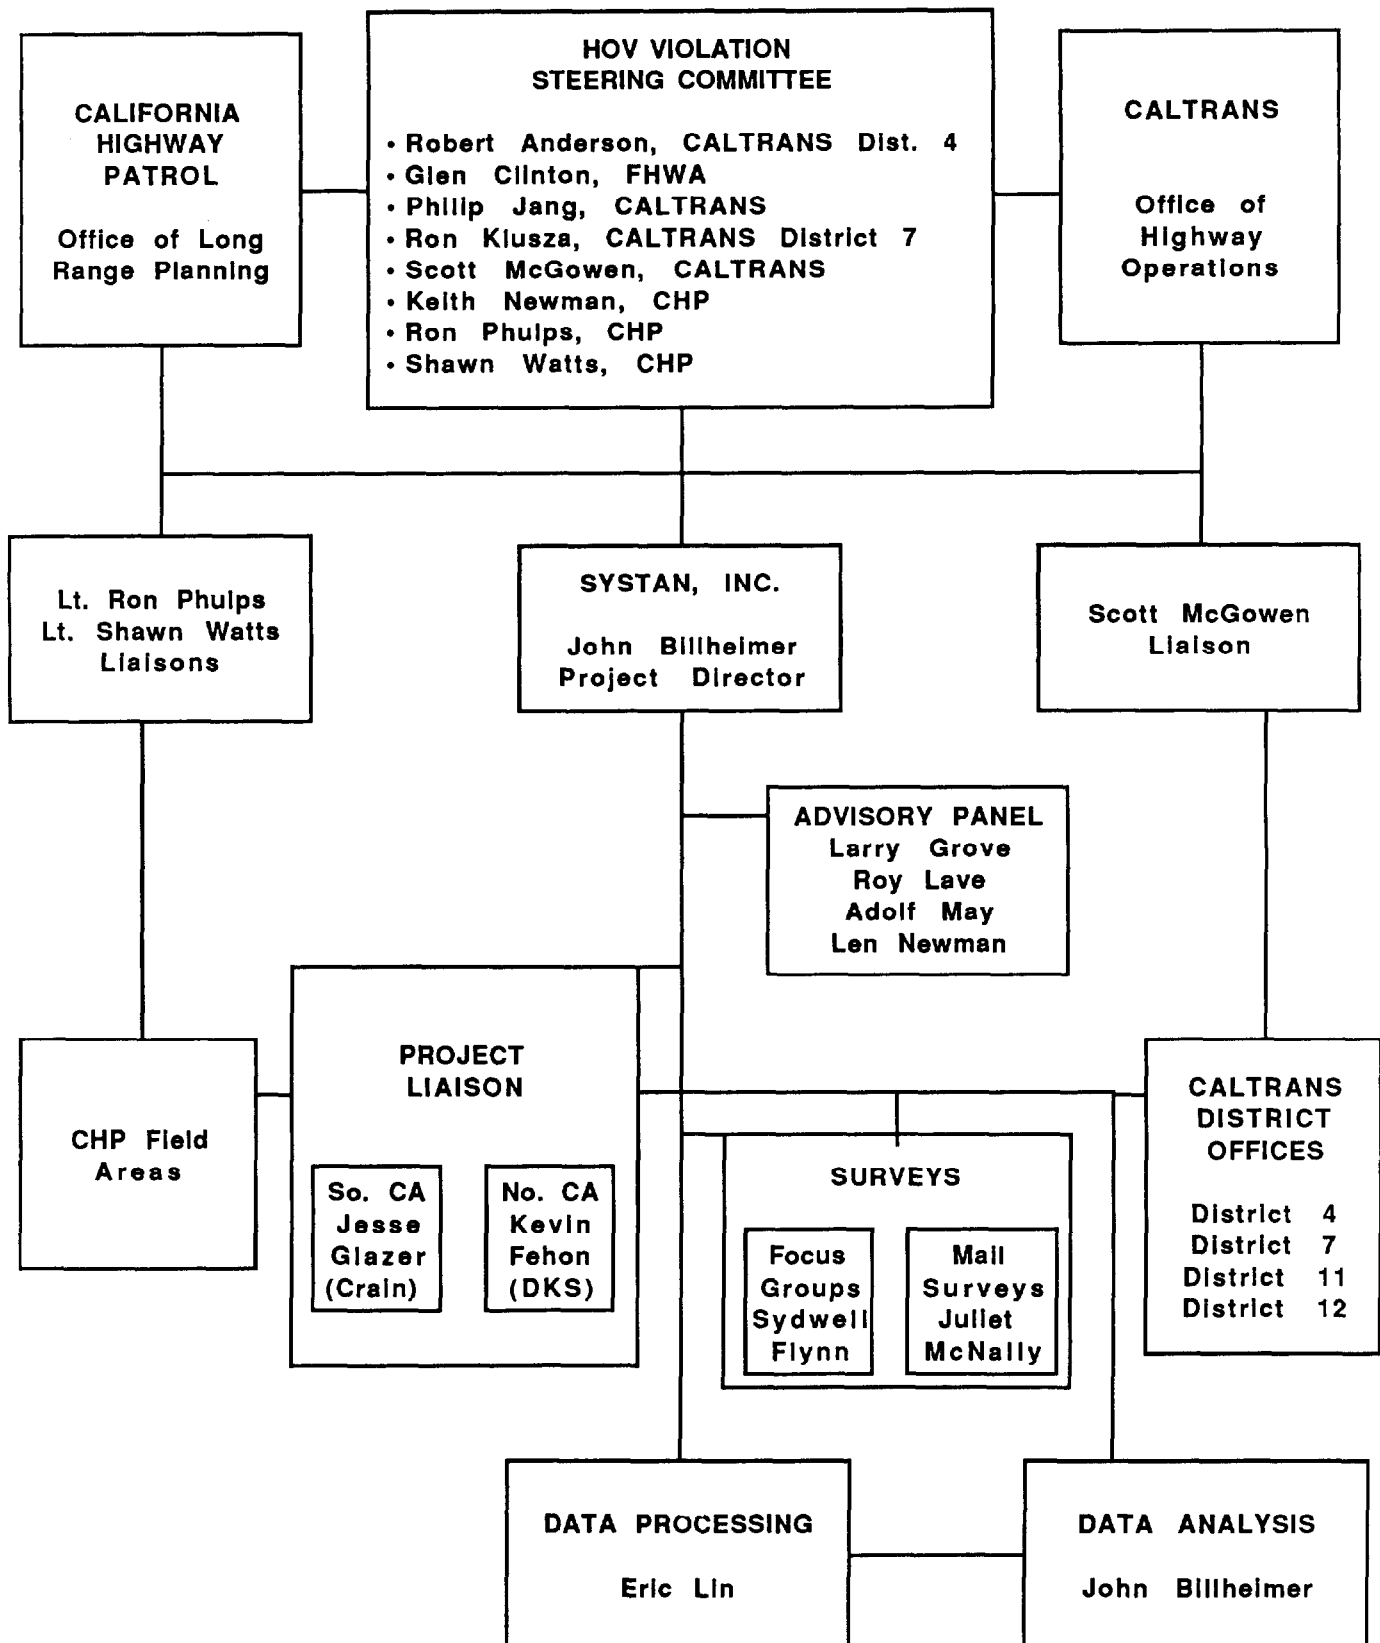 CALIFORNIA
HIGHWAY
PATROL
Office of Long
Range Planning
HOV VIOLATION
STEERING COMMITTEE
• Robert Anderson, CALTRANS Dist. 4
• Glen Clinton, FHWA
• Philip Jang, CALTRANS
• Ron Klusza, CALTRANS District 7
• Scott McGowen, CALTRANS
• Keith Newman, CHP
• Ron Phulps, CHP
• Shawn Watts, CHP
CALTRANS
Office of
Highway
Operations
Lt. Ron Phulps
Lt. Shawn Watts
Liaisons
SYSTAN, INC.
John Billheimer
Project Director
Scott McGowen
Liaison
ADVISORY PANEL
Larry Grove
Roy Lave
Adolf May
Len Newman
CHP Field
Areas
PROJECT
LIAISON
So. CA
Jesse
Glazer
(Crain)
No. CA
Kevin
Fehon
(DKS)
SURVEYS
Focus
Groups
Sydwell
Flynn
Mail
Surveys
Juliet
McNally
CALTRANS
DISTRICT
OFFICES
District 4
District 7
District 11
District 12
DATA PROCESSING
Eric Lin
DATA ANALYSIS
John Billheimer